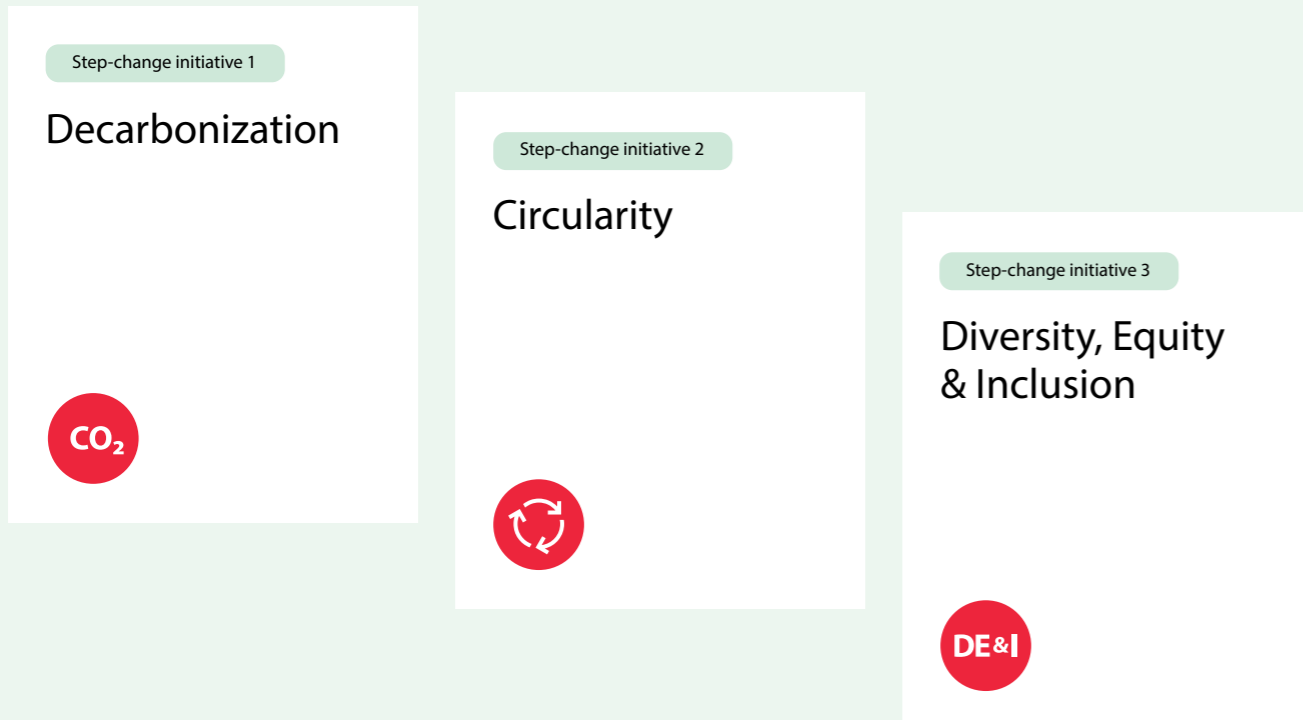 Step-change initiative 1
Decarbonization
CO₂
Step-change initiative 2
Circularity
Step-change initiative 3
Diversity, Equity
& Inclusion
DE&I